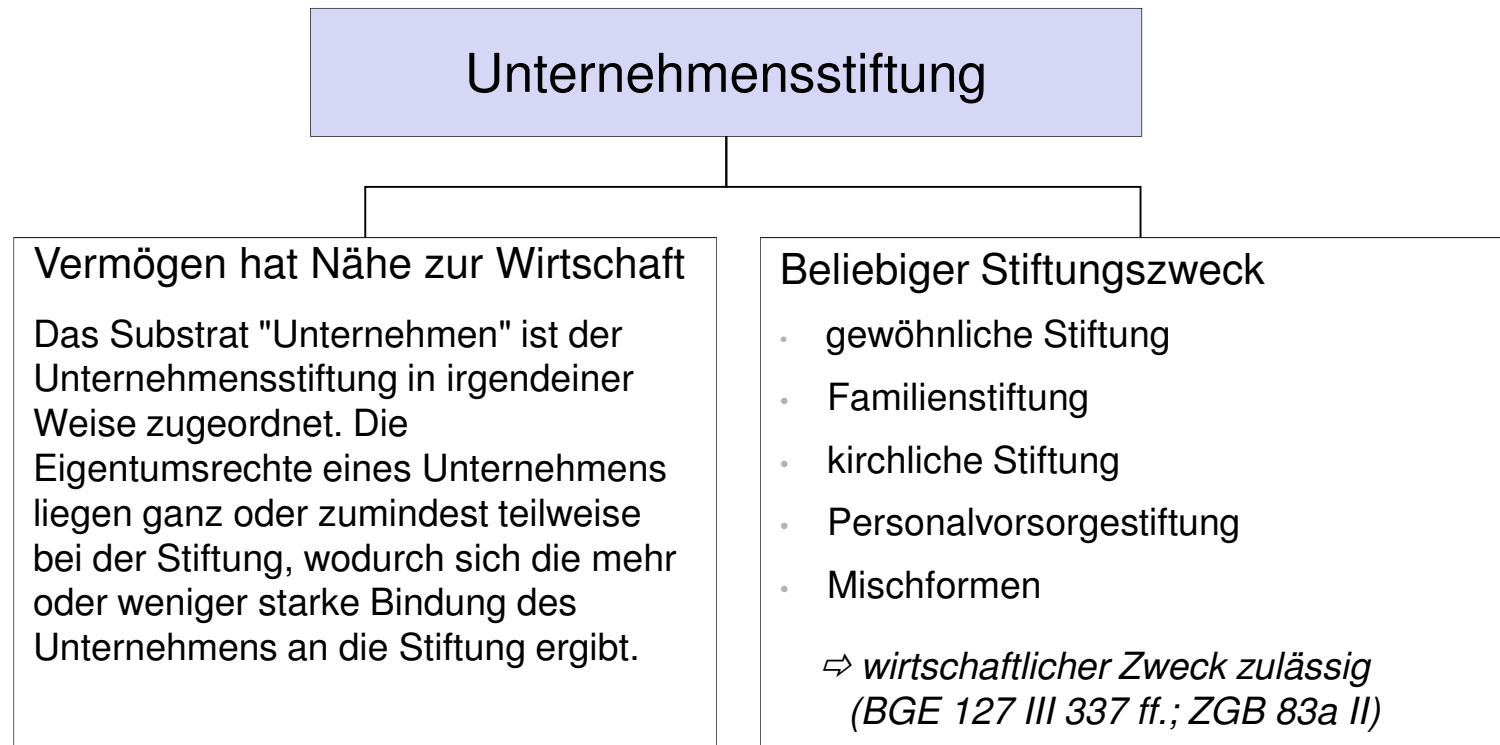 Unternehmensstiftung
Vermögen hat Nähe zur Wirtschaft
Das Substrat "Unternehmen" ist der
Unternehmensstiftung in irgendeiner
Weise zugeordnet. Die
Eigentumsrechte eines Unternehmens
liegen ganz oder zumindest teilweise
bei der Stiftung, wodurch sich die mehr
oder weniger starke Bindung des
Unternehmens an die Stiftung ergibt.
Beliebiger Stiftungszweck
• gewöhnliche Stiftung
• Familienstiftung
• kirchliche Stiftung
• Personalvorsorgestiftung
• Mischformen
⇨ wirtschaftlicher Zweck zulässig
(BGE 127 III 337 ff.; ZGB 83a II)